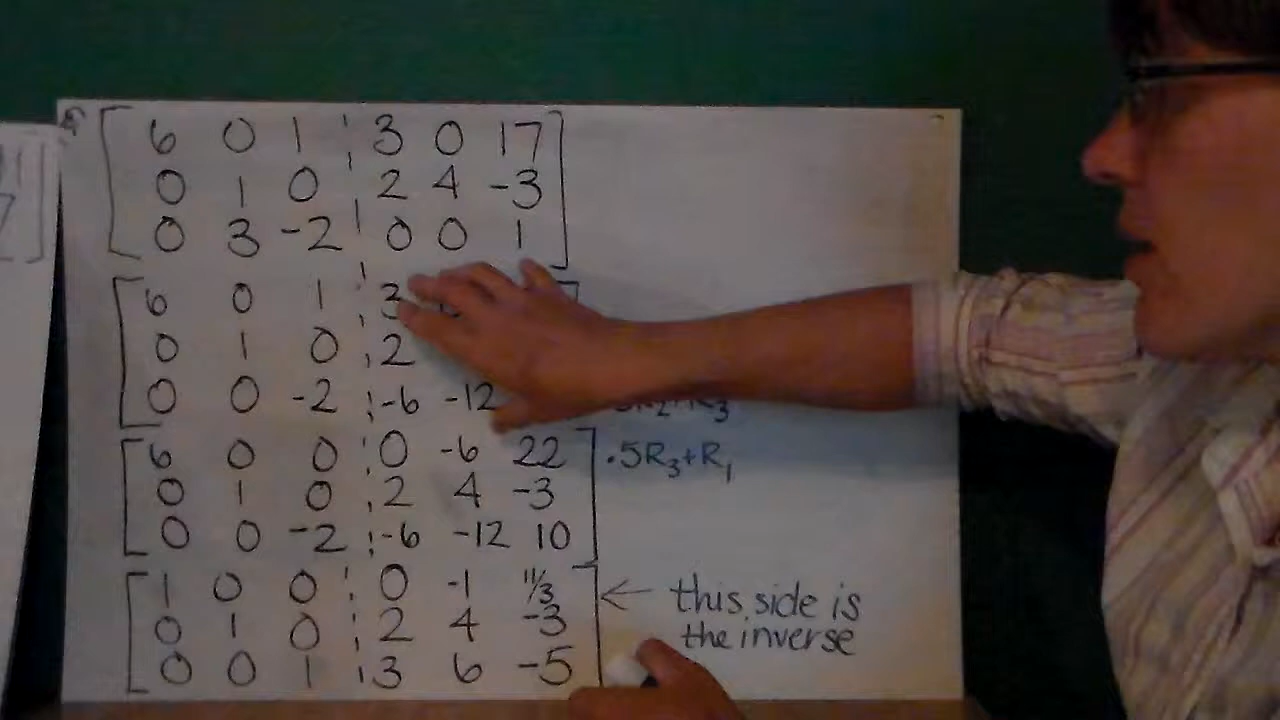 6 0 1 ¦ 3 0 17
0 1 0 ¦ 2 4 -3
0 3 -2 ¦ 0 0 1
6 0 1 ¦ 3
0 1 0 ¦ 2
0 0 -2 ¦ -6 -12
6 0 0 ¦ 0 -6 22 .5R₃+R₁
0 1 0 ¦ 2 4 -3
0 0 -2 ¦ -6 -12 10
1 0 0 ¦ 0 -1 11/3 ← this side is
0 1 0 ¦ 2 4 -3 the inverse
0 0 1 ¦ 3 6 -5